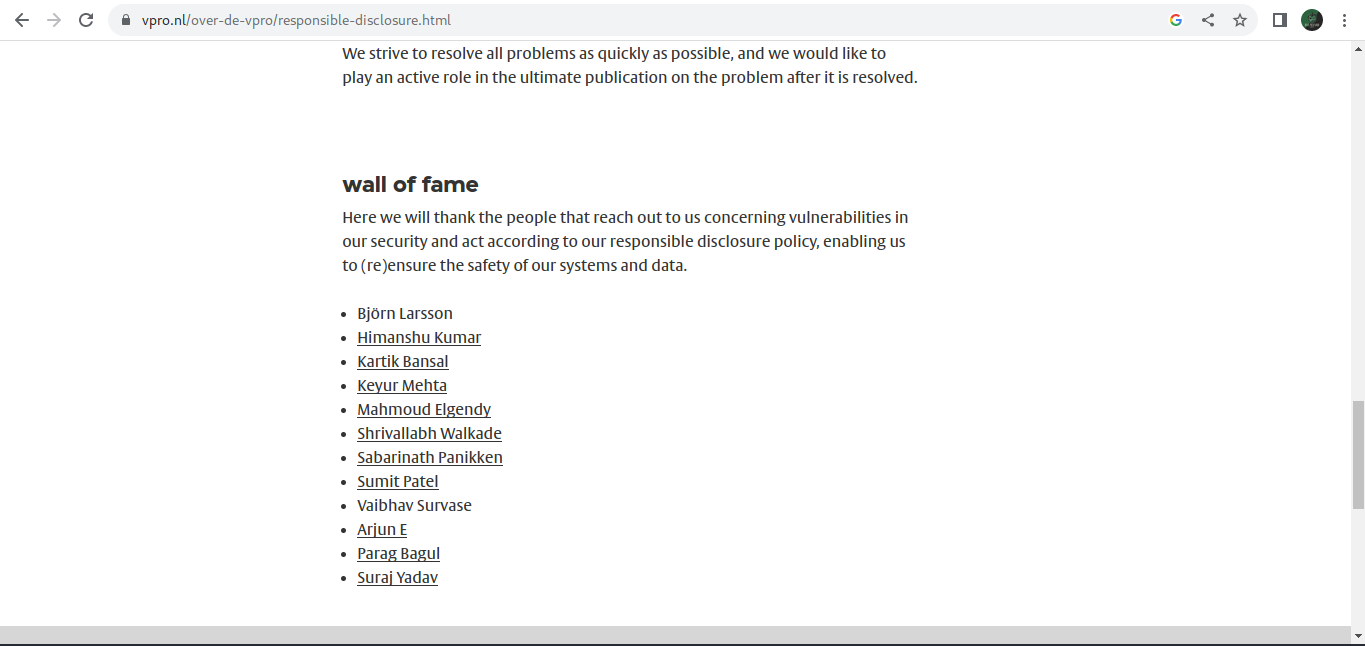 vpro.nl/over-de-vpro/responsible-disclosure.html
We strive to resolve all problems as quickly as possible, and we would like to
play an active role in the ultimate publication on the problem after it is resolved.
wall of fame
Here we will thank the people that reach out to us concerning vulnerabilities in
our security and act according to our responsible disclosure policy, enabling us
to (re)ensure the safety of our systems and data.
• Björn Larsson
• Himanshu Kumar
• Kartik Bansal
• Keyur Mehta
• Mahmoud Elgendy
• Shrivallabh Walkade
• Sabarinath Panikken
• Sumit Patel
• Vaibhav Survase
• Arjun E
• Parag Bagul
• Suraj Yadav